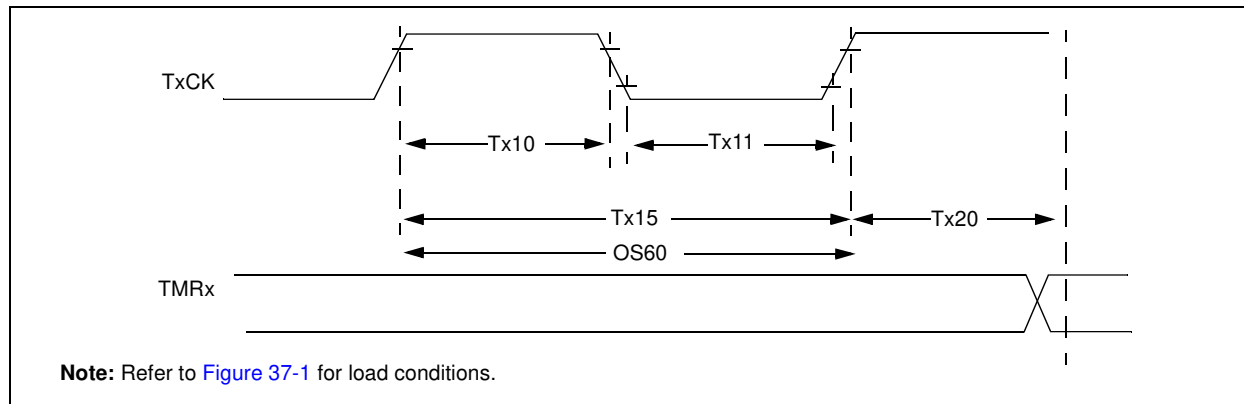 TxCK
Tx10
Tx11
Tx15
Tx20
OS60
TMRx
Note: Refer to Figure 37-1 for load conditions.